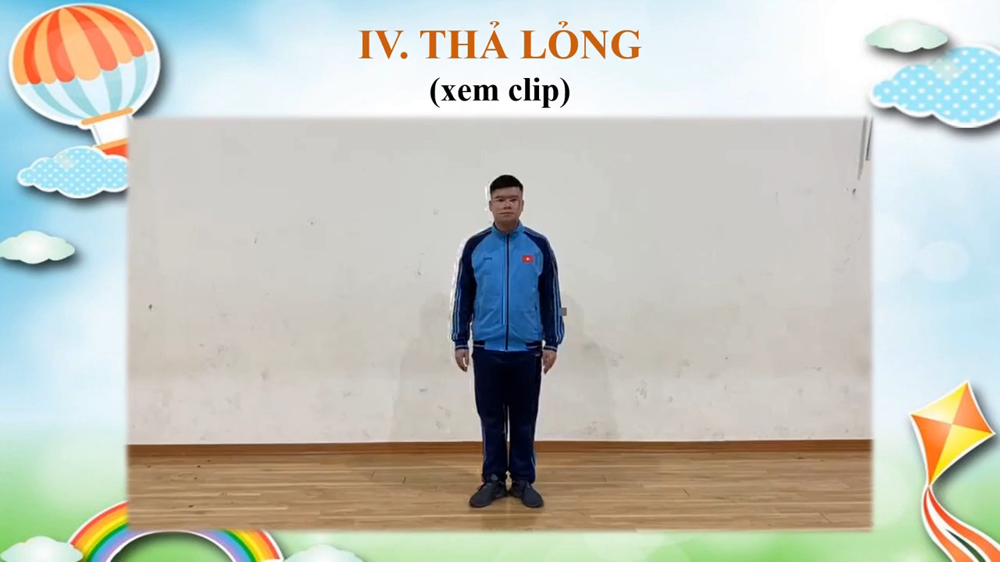 IV. THẢ LỎNG
(xem clip)